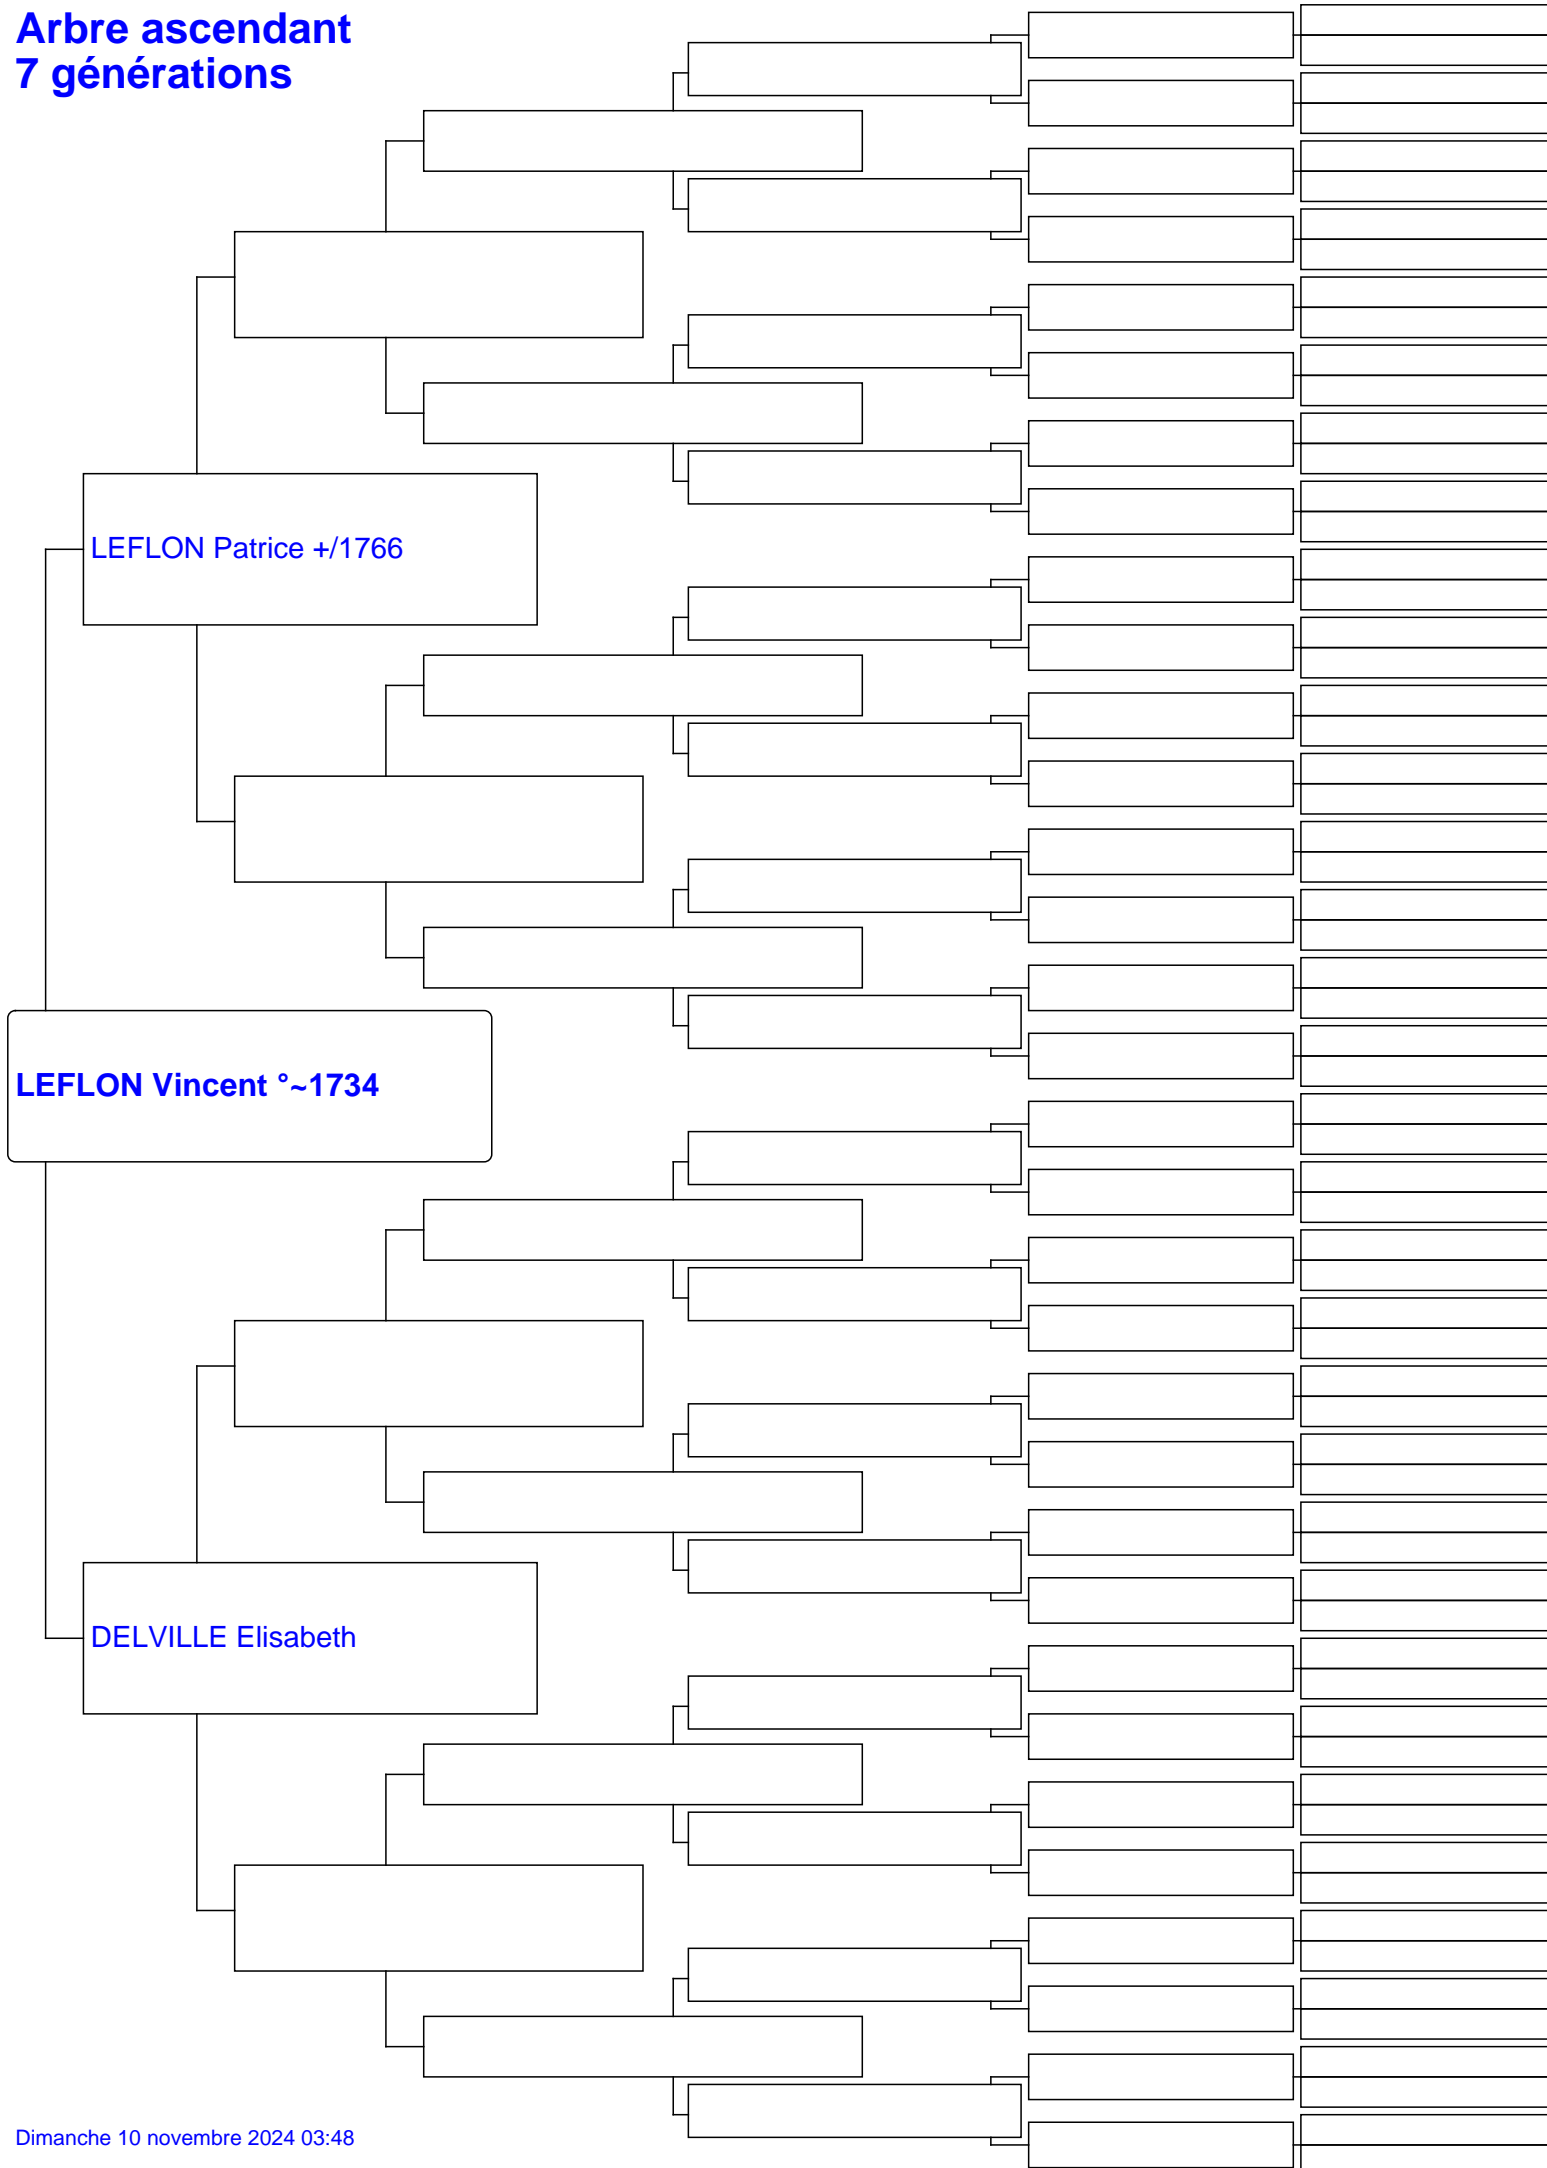 Arbre ascendant
7 générations
LEFLON Patrice +/1766
LEFLON Vincent °~1734
DELVILLE Elisabeth
Dimanche 10 novembre 2024 03:48